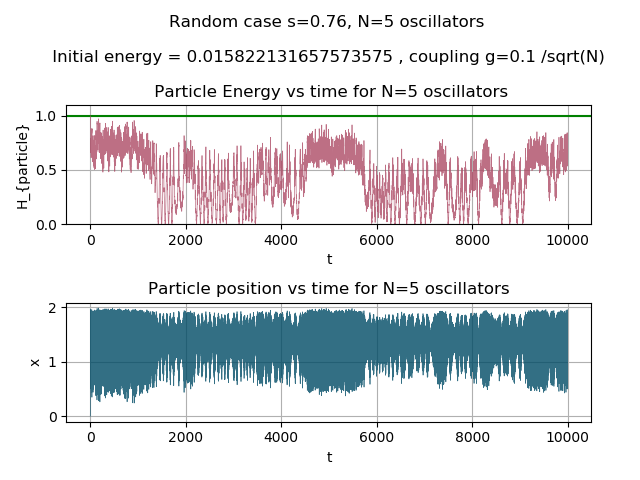 Random case s=0.76, N=5 oscillators
Initial energy = 0.015822131657573575 , coupling g=0.1 /sqrt(N)
Particle Energy vs time for N=5 oscillators
1.0
0.5
0.0
H_{particle}
0 2000 4000 6000 8000 10000
t
Particle position vs time for N=5 oscillators
2
1
0
x
0 2000 4000 6000 8000 10000
t